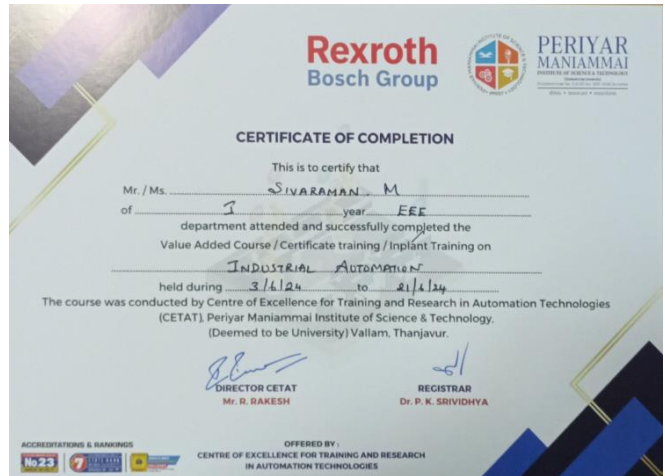 Rexroth
Bosch Group
PERIYAR
MANIAMMAI
INSTITUTE OF SCIENCE & TECHNOLOGY
CERTIFICATE OF COMPLETION
This is to certify that
Mr. / Ms. SIVARAMAN. M
of I year EEE
department attended and successfully completed the
Value Added Course / Certificate training / Inplant Training on
INDUSTRIAL AUTOMATION
held during 3/6/24 to 21/6/24
The course was conducted by Centre of Excellence for Training and Research in Automation Technologies
(CETAT), Periyar Maniammai Institute of Science & Technology,
(Deemed to be University) Vallam, Thanjavur.
DIRECTOR CETAT
Mr. R. RAKESH
REGISTRAR
Dr. P. K. SRIVIDHYA
ACCREDITATIONS & RANKINGS
No 23
7
OFFERED BY :
CENTRE OF EXCELLENCE FOR TRAINING AND RESEARCH
IN AUTOMATION TECHNOLOGIES